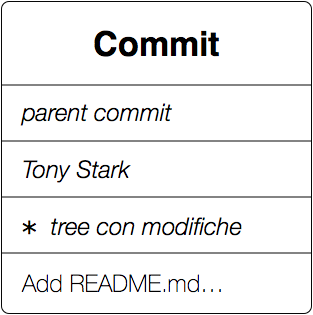 Commit
parent commit
Tony Stark
* tree con modifiche
Add README.md…